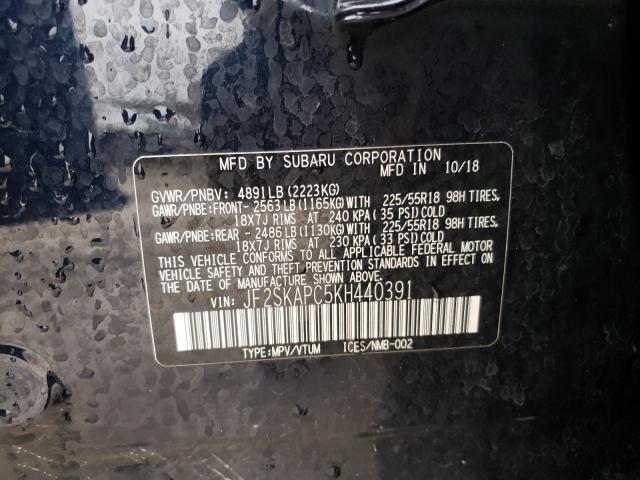 MFD BY SUBARU CORPORATION
MFD IN 10/18
GVWR/PNBV: 4891LB (2223KG)
GAWR/PNBE:FRONT- 2563LB (1165KG) WITH/AVEC 225/55R18 98H TIRES,
18X7J RIMS AT 240 KPA (35 PSI) COLD
GAWR/PNBE:REAR - 2486LB (1130KG) WITH/AVEC 225/55R18 98H TIRES,
18X7J RIMS AT 230 KPA (33 PSI) COLD
THIS VEHICLE CONFORMS TO ALL APPLICABLE FEDERAL MOTOR
VEHICLE SAFETY AND THEFT PREVENTION STANDARDS IN EFFECT ON
THE DATE OF MANUFACTURE SHOWN ABOVE.
VIN: JF2SKAPC5KH440391
TYPE:MPV/VTUM ICES/NMB-002